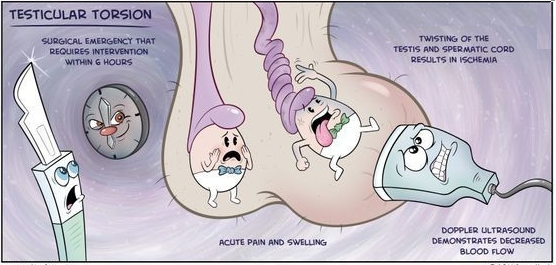 TESTICULAR TORSION
SURGICAL EMERGENCY THAT
REQUIRES INTERVENTION
WITHIN 6 HOURS
TWISTING OF THE
TESTIS AND SPERMATIC CORD
RESULTS IN ISCHEMIA
ACUTE PAIN AND SWELLING
DOPPLER ULTRASOUND
DEMONSTRATES DECREASED
BLOOD FLOW